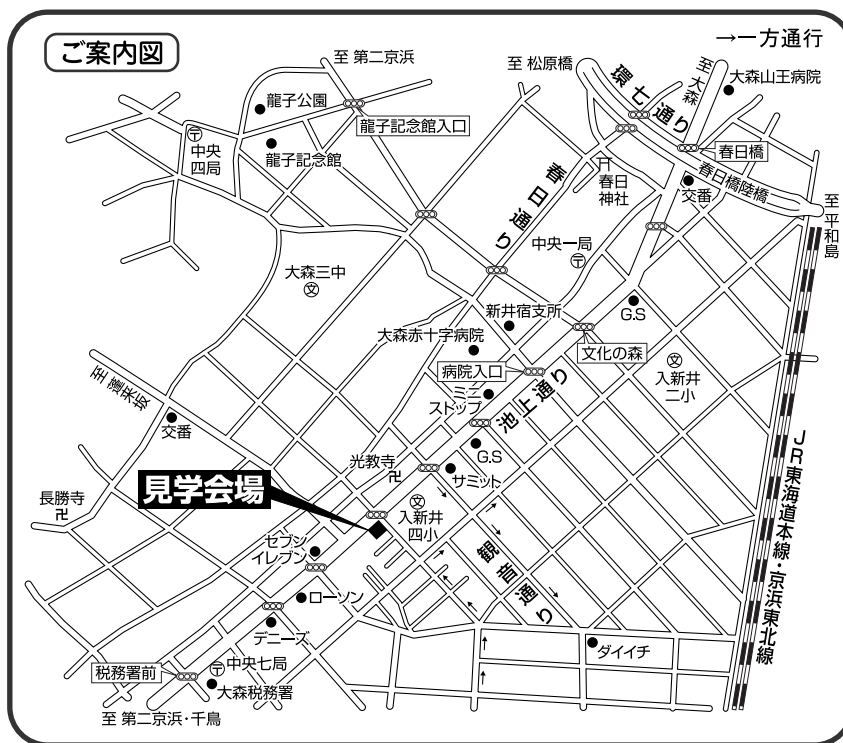 ご案内図
→一方通行
至 第二京浜
至 松原橋
環七通り
至 大森
大森山王病院
龍子公園
龍子記念館入口
〒
中央
四局
龍子記念館
春日橋
春日橋陸橋
交番
春日
神社
春日通り
至 平和島
中央一局
〒
大森三中
文
G.S
新井宿支所
大森赤十字病院
文化の森
文
入新井
二小
病院入口
池上通り
ミニ
ストップ
至 蓬莱坂
交番
G.S
光教寺
卍
サミット
見学会場
文
入新井
四小
長勝寺
卍
セブン
イレブン
観音通り
JR東海道本線・京浜東北線
ローソン
デニーズ
ダイイチ
税務署前
〒
中央七局
大森税務署
至 第二京浜・千鳥